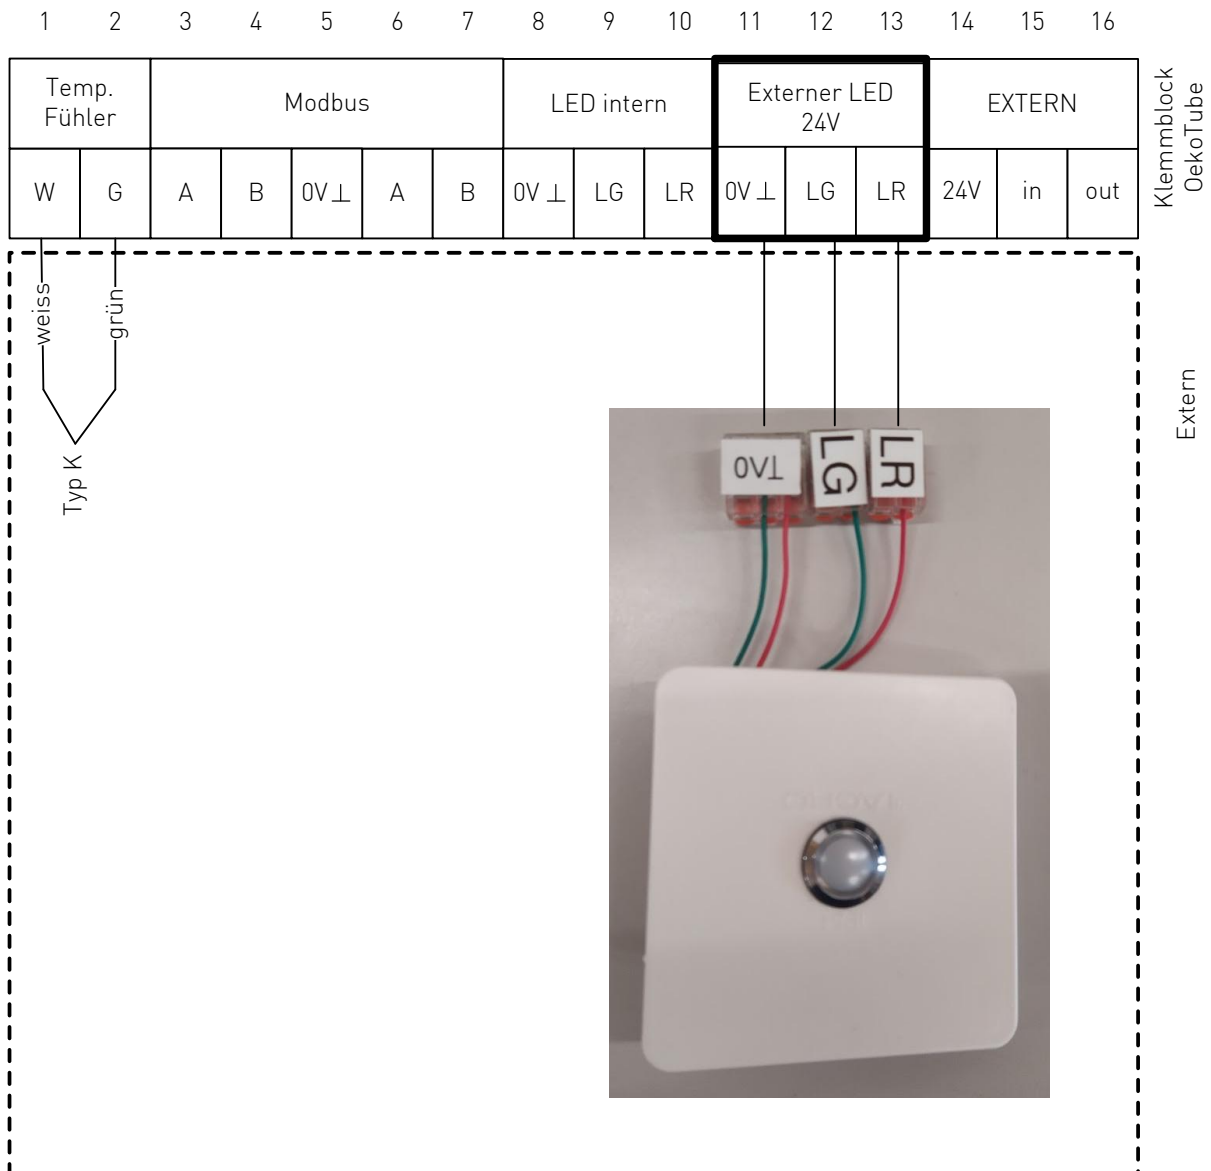 1 2 3 4 5 6 7 8 9 10 11 12 13 14 15 16
Temp. Fühler Modbus LED intern Externer LED 24V EXTERN
W G A B 0V⊥ A B 0V⊥ LG LR 0V⊥ LG LR 24V in out
Klemmblock
OekoTube
weiss
grün
Typ K
Extern
0V⊥
LG
LR